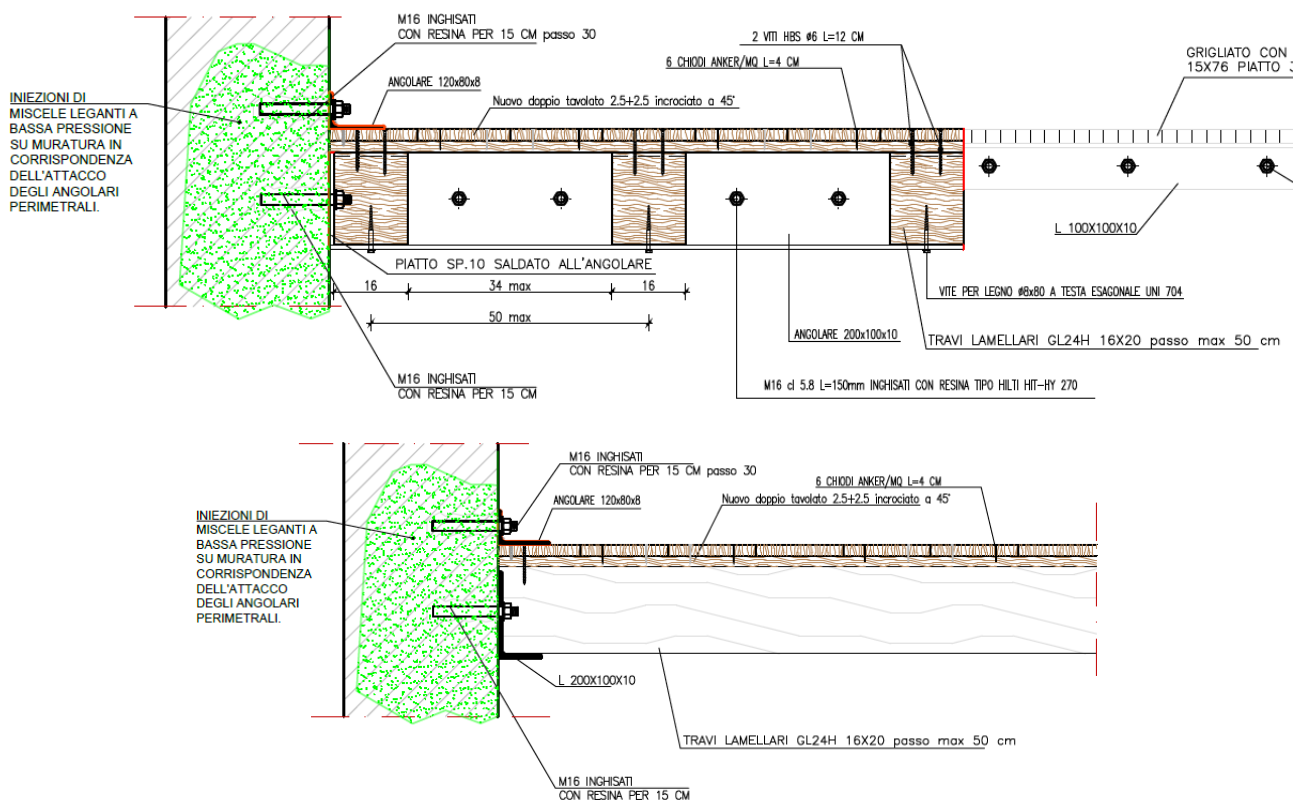 M16 INGHISATI
CON RESINA PER 15 CM passo 30
2 VITI HBS ø6 L=12 CM
GRIGLIATO CON
15X76 PIATTO
6 CHIODI ANKER/MQ L=4 CM
ANGOLARE 120x80x8
Nuovo doppio tavolato 2.5+2.5 incrociato a 45°
INIEZIONI DI
MISCELE LEGANTI A
BASSA PRESSIONE
SU MURATURA IN
CORRISPONDENZA
DELL'ATTACCO
DEGLI ANGOLARI
PERIMETRALI.
L 100X100X10
PIATTO SP.10 SALDATO ALL'ANGOLARE
16
34 max
16
VITE PER LEGNO ø8x80 A TESTA ESAGONALE UNI 704
50 max
ANGOLARE 200x100x10
TRAVI LAMELLARI GL24H 16X20 passo max 50 cm
M16 INGHISATI
CON RESINA PER 15 CM
M16 cl 5.8 L=150mm INGHISATI CON RESINA TIPO HILTI HIT-HY 270
M16 INGHISATI
CON RESINA PER 15 CM passo 30
6 CHIODI ANKER/MQ L=4 CM
ANGOLARE 120x80x8
Nuovo doppio tavolato 2.5+2.5 incrociato a 45°
INIEZIONI DI
MISCELE LEGANTI A
BASSA PRESSIONE
SU MURATURA IN
CORRISPONDENZA
DELL'ATTACCO
DEGLI ANGOLARI
PERIMETRALI.
L 200X100X10
TRAVI LAMELLARI GL24H 16X20 passo max 50 cm
M16 INGHISATI
CON RESINA PER 15 CM